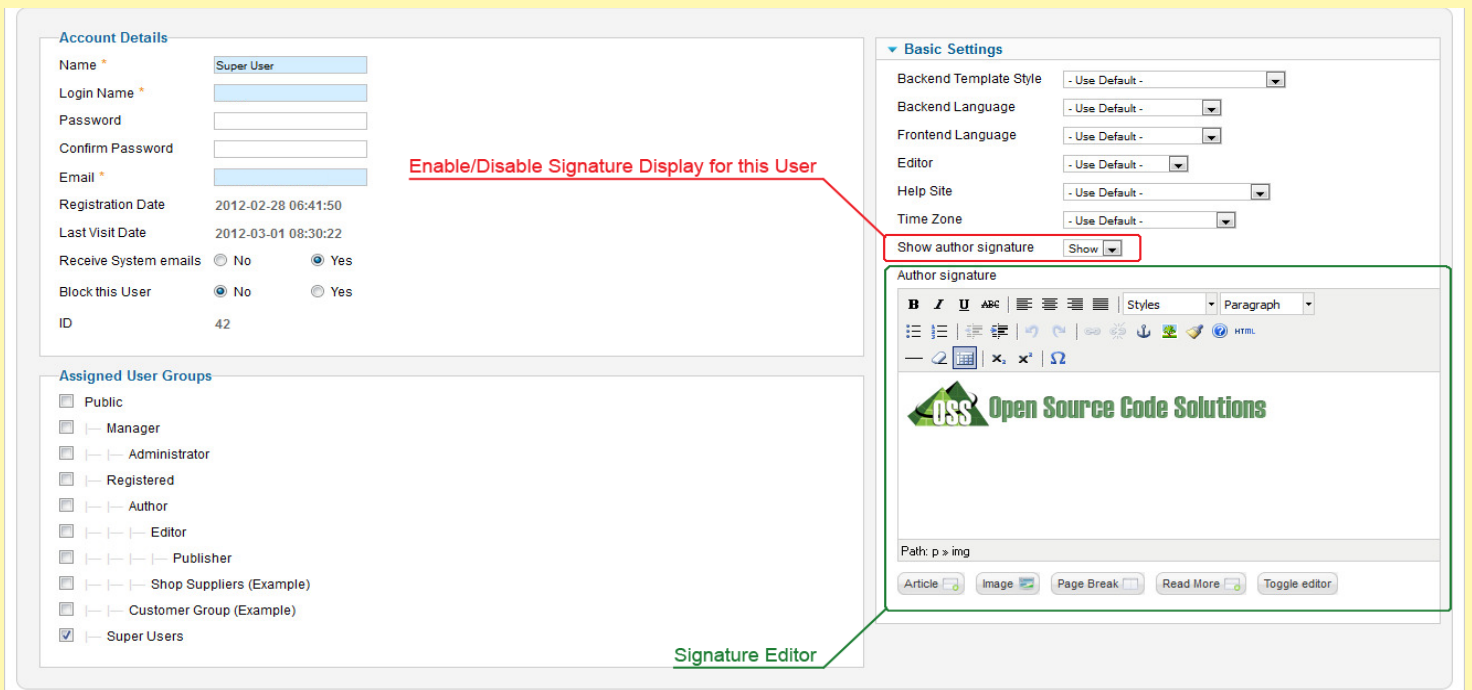 Account Details
Name *
Super User
Login Name *
Password
Confirm Password
Email *
Registration Date 2012-02-28 06:41:50
Last Visit Date 2012-03-01 08:30:22
Receive System emails No Yes
Block this User No Yes
ID 42
Assigned User Groups
Public
|— Manager
|— |— Administrator
|— Registered
|— |— Author
|— |— |— Editor
|— |— |— |— Publisher
|— |— |— Shop Suppliers (Example)
|— |— Customer Group (Example)
|— Super Users
Enable/Disable Signature Display for this User
Signature Editor
Basic Settings
Backend Template Style - Use Default -
Backend Language - Use Default -
Frontend Language - Use Default -
Editor - Use Default -
Help Site - Use Default -
Time Zone - Use Default -
Show author signature Show
Author signature
B I U ABC Styles Paragraph
HTML
x₂ x² Ω
OSS Open Source Code Solutions
Path: p » img
Article Image Page Break Read More Toggle editor